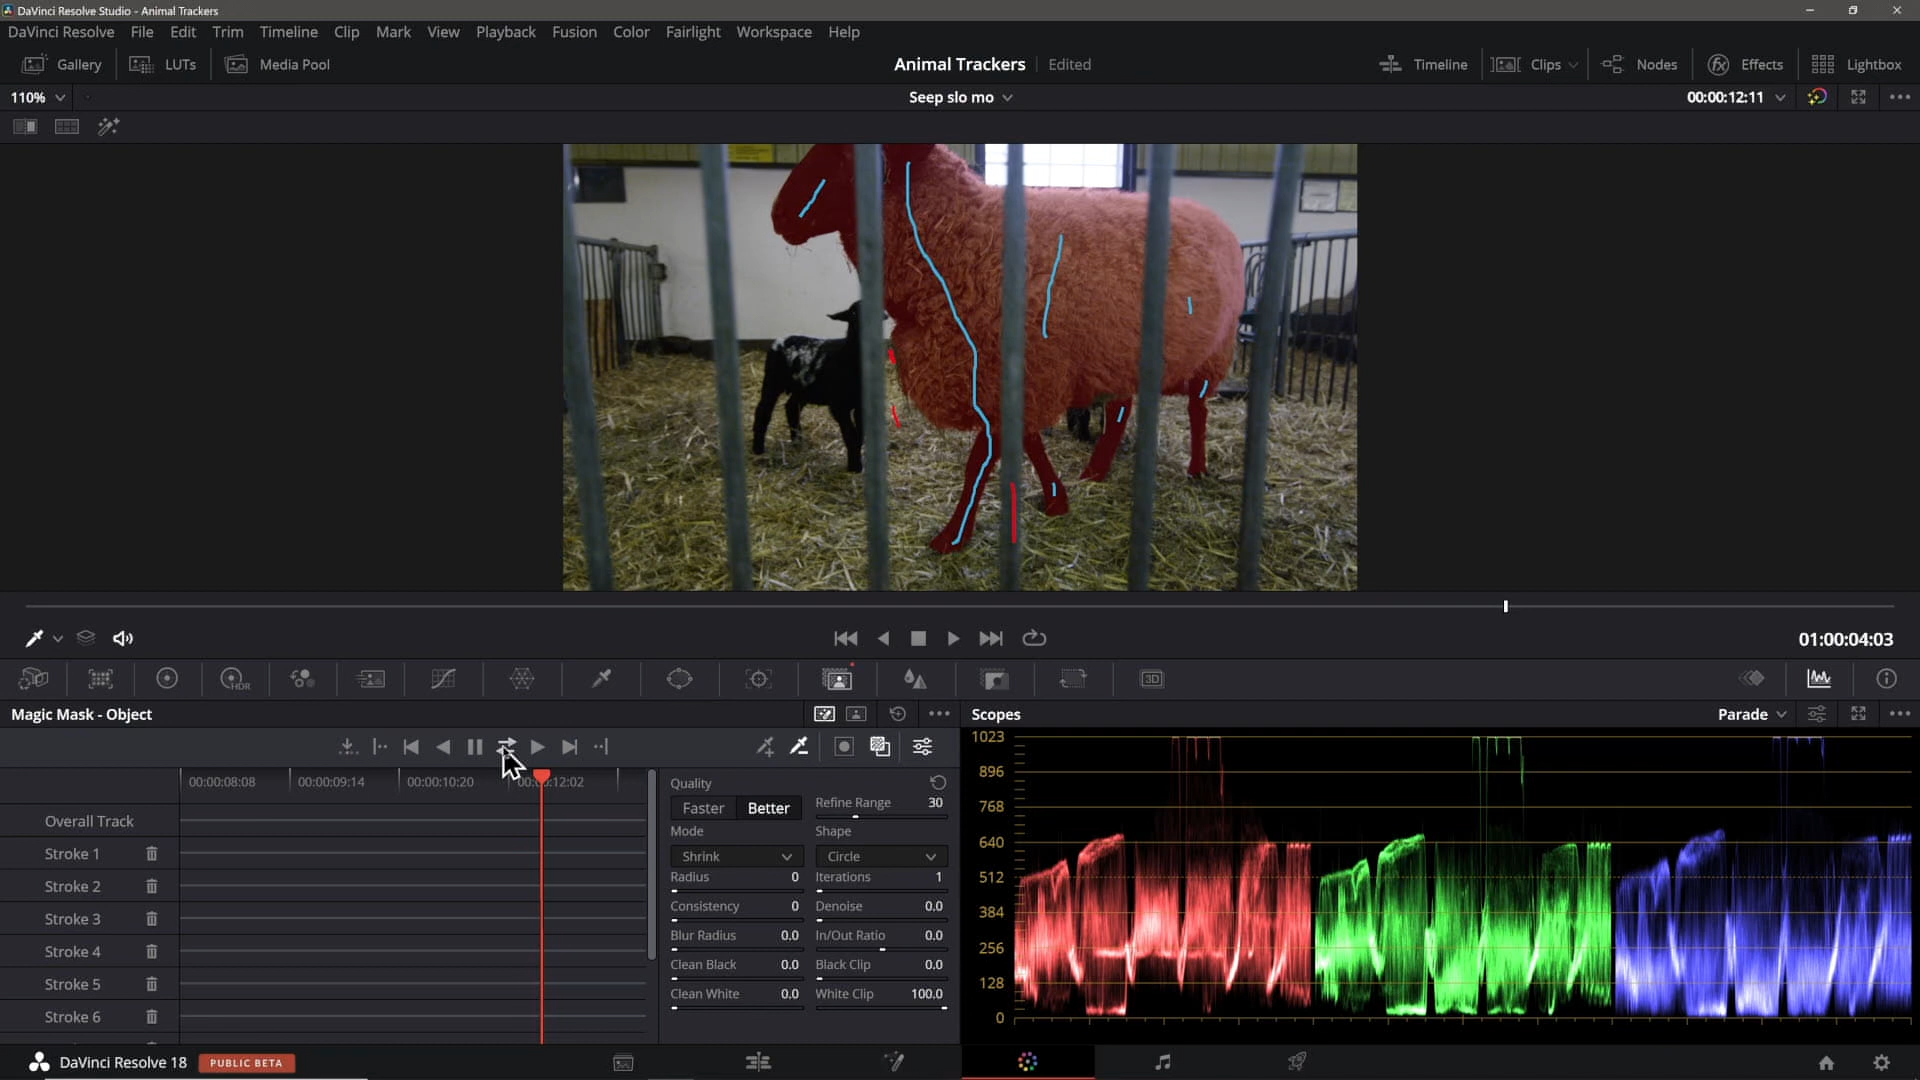 DaVinci Resolve Studio - Animal Trackers
DaVinci Resolve File Edit Trim Timeline Clip Mark View Playback Fusion Color Fairlight Workspace Help
Gallery LUTs Media Pool Animal Trackers Edited Timeline Clips Nodes Effects Lightbox
110% Seep slo mo 00:00:12:11
01:00:04:03
HDR 3D
Magic Mask - Object Scopes Parade
00:00:08:08 00:00:09:14 00:00:10:20
Overall Track
Stroke 1
Stroke 2
Stroke 3
Stroke 4
Stroke 5
Stroke 6
Quality
Faster Better Refine Range 30
Mode Shape
Shrink Circle
Radius 0 Iterations 1
Consistency 0 Denoise 0.0
Blur Radius 0.0 In/Out Ratio 0.0
Clean Black 0.0 Black Clip 0.0
Clean White 0.0 White Clip 100.0
1023
896
768
640
512
384
256
128
0
DaVinci Resolve 18 PUBLIC BETA